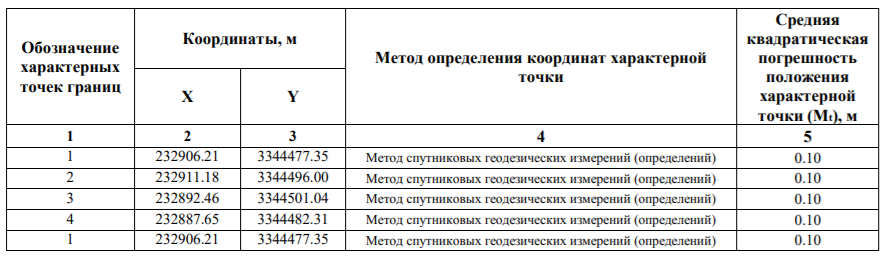 Обозначение характерных точек границ
Координаты, м
X
Y
Метод определения координат характерной точки
Средняя квадратическая погрешность положения характерной точки (Mt), м
1 2 3 4 5
1 232906.21 3344477.35 Метод спутниковых геодезических измерений (определений) 0.10
2 232911.18 3344496.00 Метод спутниковых геодезических измерений (определений) 0.10
3 232892.46 3344501.04 Метод спутниковых геодезических измерений (определений) 0.10
4 232887.65 3344482.31 Метод спутниковых геодезических измерений (определений) 0.10
1 232906.21 3344477.35 Метод спутниковых геодезических измерений (определений) 0.10